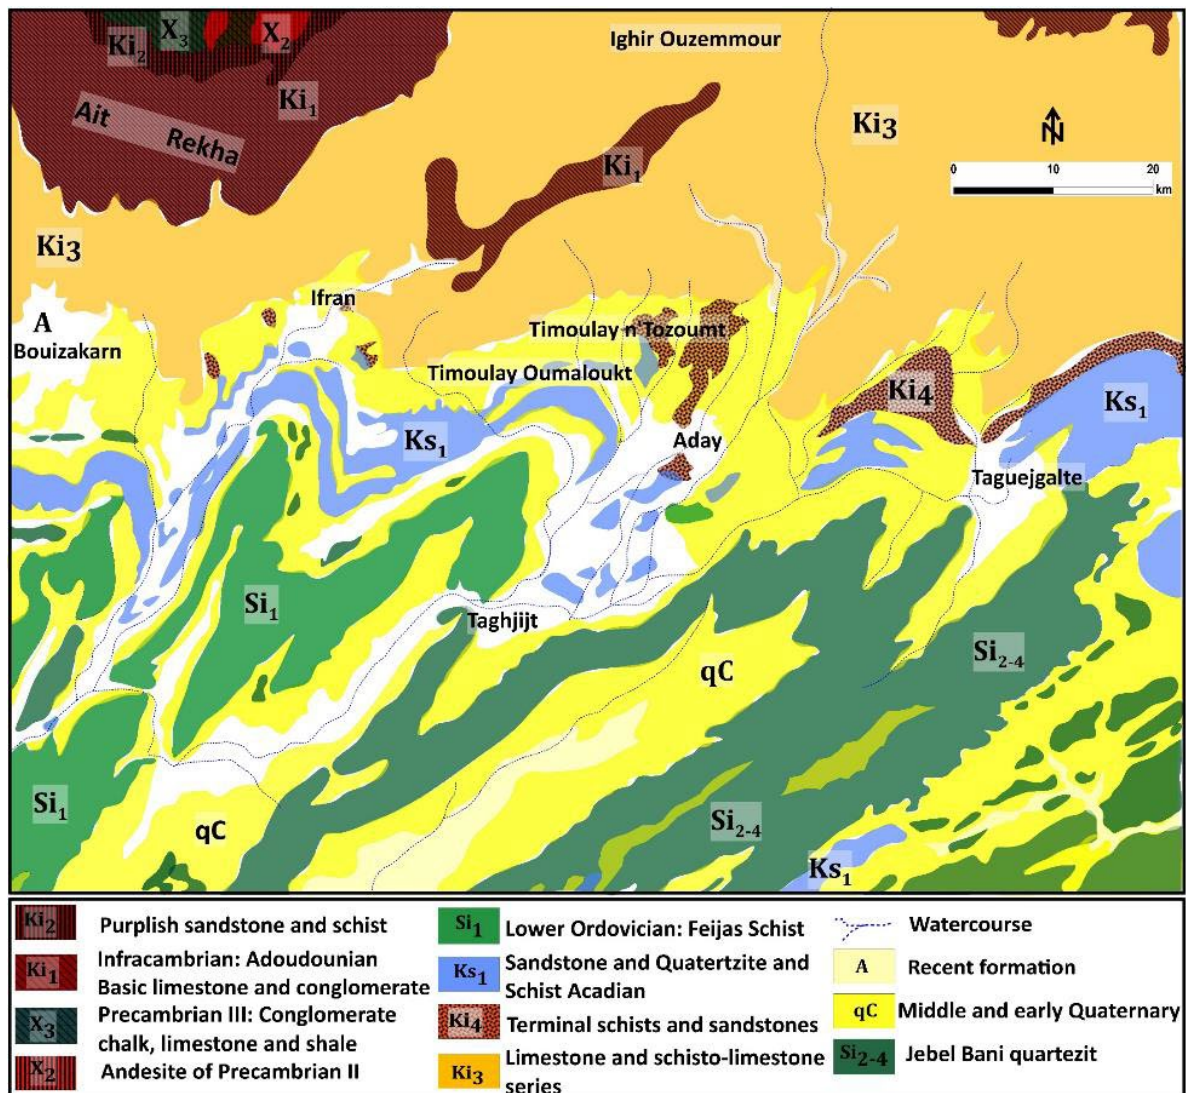 Ki2
X3
X2
Ighir Ouzemmour
Ki1
Ait Rekha
Ki3
N
Ki1
0 10 20
km
Ki3
Ifran
A
Bouizakarn
Timoulay n Tozoumt
Timoulay Oumaloukt
Ki4
Ks1
Ks1
Aday
Taguejgalte
Si1
Taghjijt
Si2-4
qC
Si1
qC
Si2-4
Ks1
Ki2 Purplish sandstone and schist
Ki1 Infracambrian: Adoudounian
Basic limestone and conglomerate
X3 Precambrian III: Conglomerate
chalk, limestone and shale
X2 Andesite of Precambrian II
Si1 Lower Ordovician: Feijas Schist
Ks1 Sandstone and Quatertzite and
Schist Acadian
Ki4 Terminal schists and sandstones
Ki3 Limestone and schisto-limestone
series
Watercourse
A Recent formation
qC Middle and early Quaternary
Si2-4 Jebel Bani quartezit